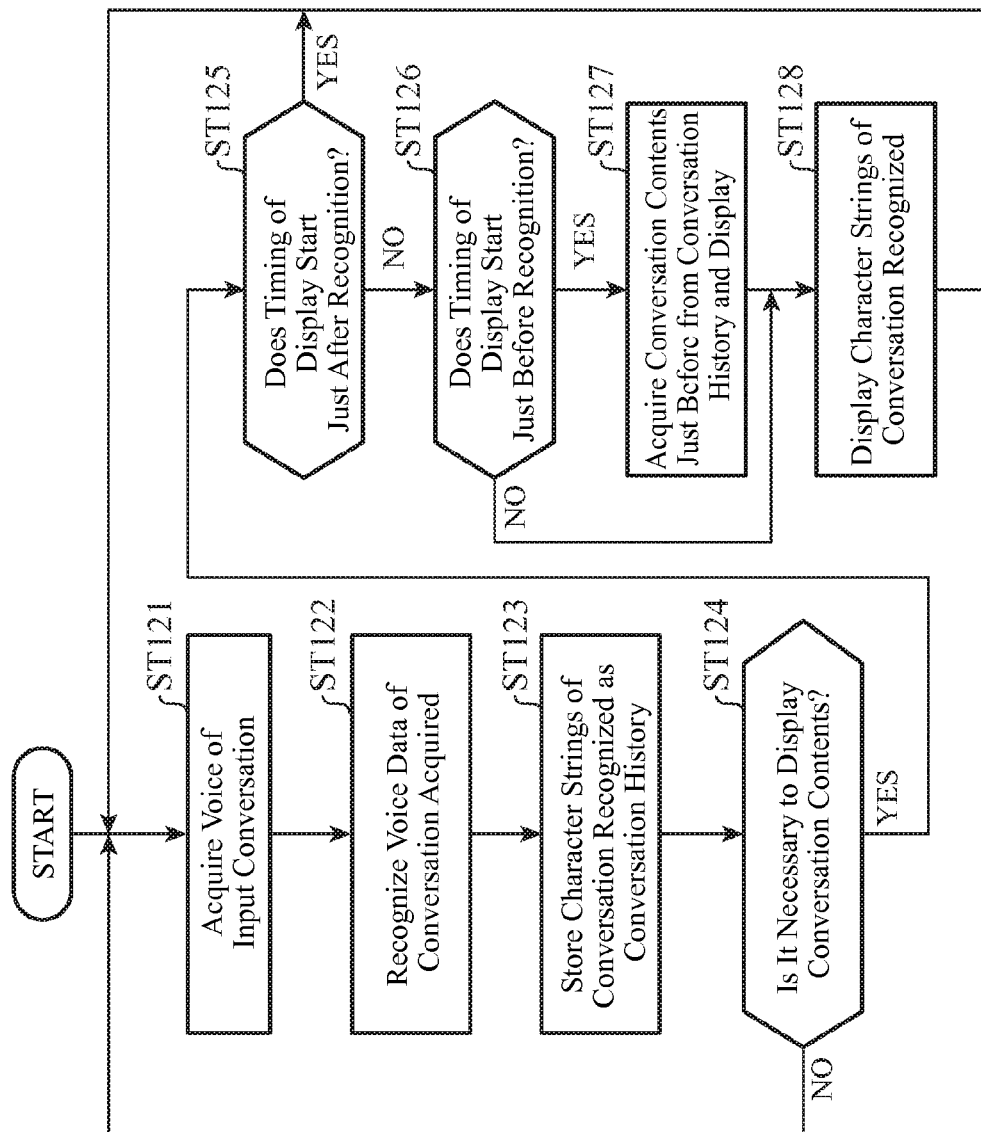 START
ST121
Acquire Voice of
Input Conversation
ST122
Recognize Voice Data of
Conversation Acquired
ST123
Store Character Strings of
Conversation Recognized as
Conversation History
ST124
Is It Necessary to Display
Conversation Contents?
NO
YES
ST125
Does Timing of
Display Start
Just After Recognition?
YES
NO
ST126
Does Timing of
Display Start
Just Before Recognition?
NO
YES
ST127
Acquire Conversation Contents
Just Before from Conversation
History and Display
ST128
Display Character Strings of
Conversation Recognized